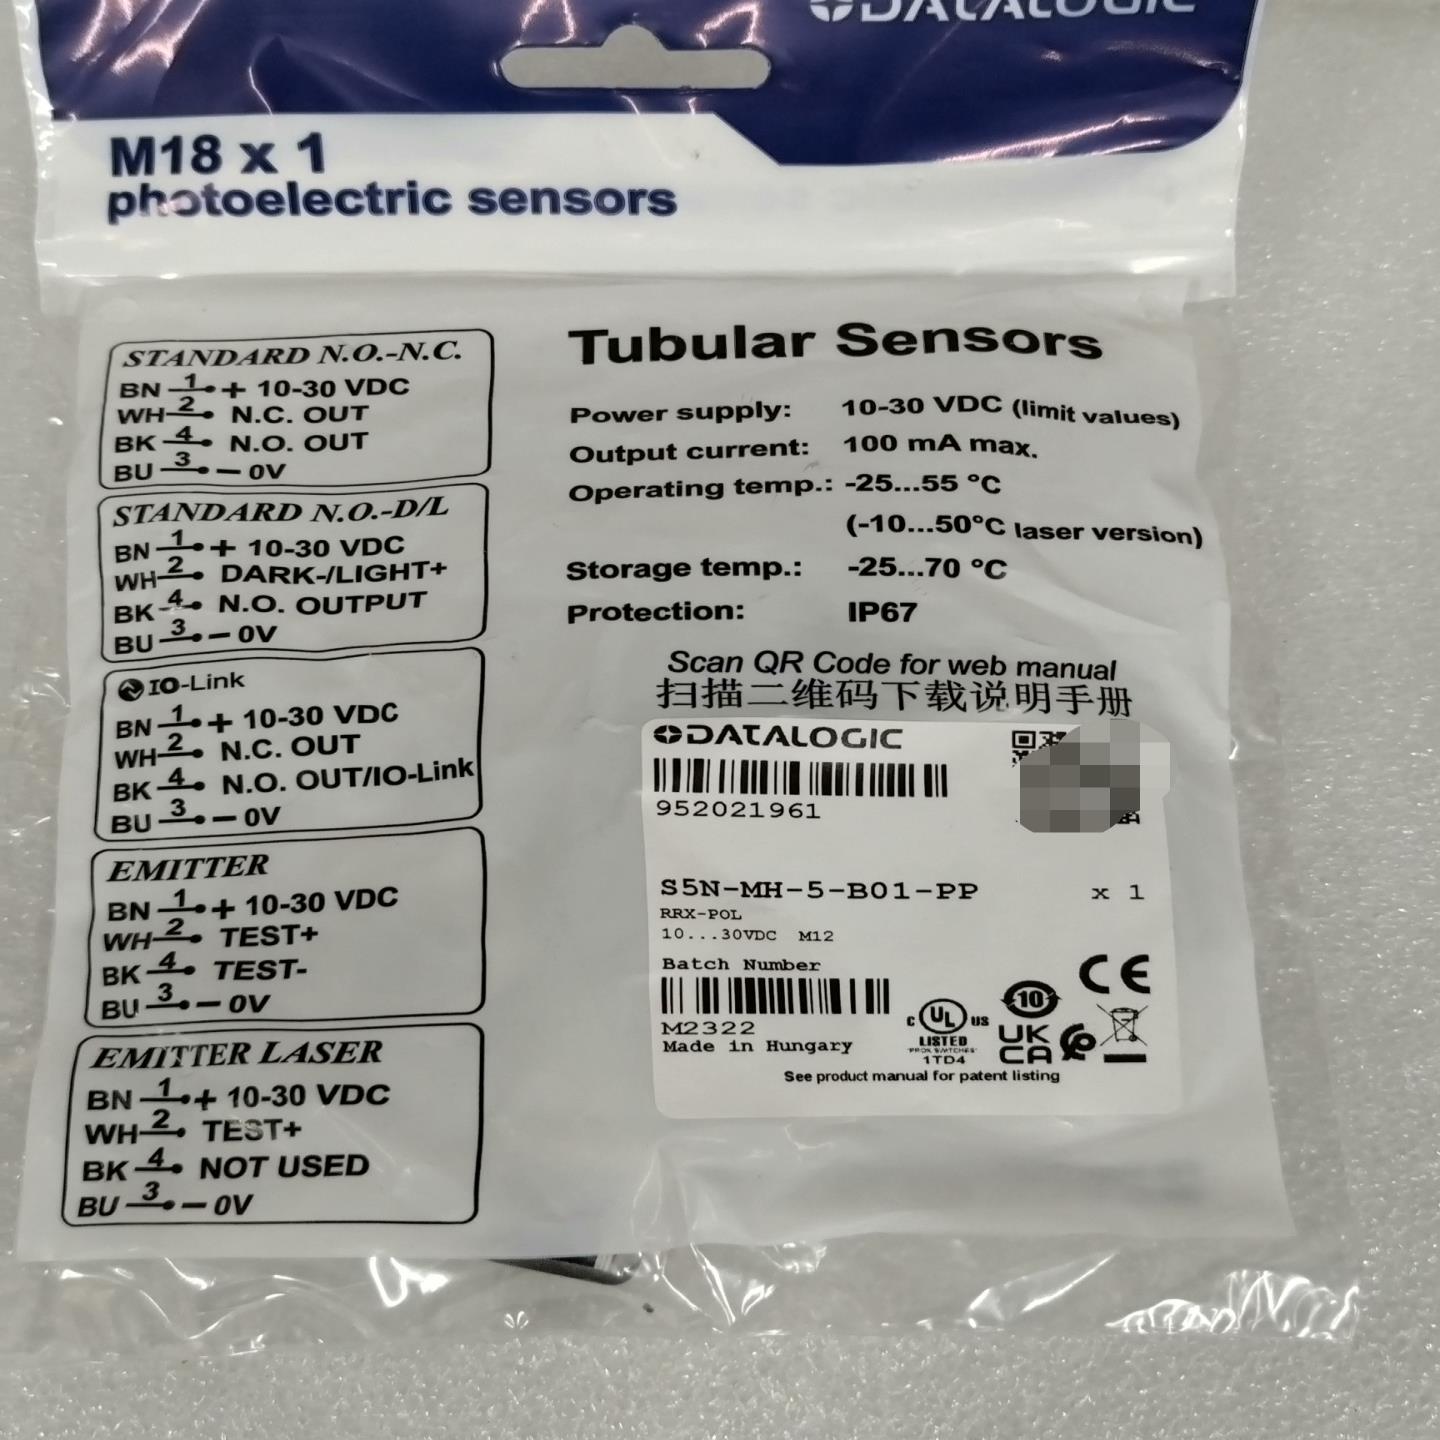 DATALOGIC
M18 x 1
photoelectric sensors
STANDARD N.O.-N.C.
BN 1 + 10-30 VDC
WH 2 N.C. OUT
BK 4 N.O. OUT
BU 3 - 0V
STANDARD N.O.-D/L
BN 1 + 10-30 VDC
WH 2 DARK-/LIGHT+
BK 4 N.O. OUTPUT
BU 3 - 0V
IO-Link
BN 1 + 10-30 VDC
WH 2 N.C. OUT
BK 4 N.O. OUT/IO-Link
BU 3 - 0V
EMITTER
BN 1 + 10-30 VDC
WH 2 TEST+
BK 4 TEST-
BU 3 - 0V
EMITTER LASER
BN 1 + 10-30 VDC
WH 2 TEST+
BK 4 NOT USED
BU 3 - 0V
Tubular Sensors
Power supply: 10-30 VDC (limit values)
Output current: 100 mA max.
Operating temp.: -25...55 °C
(-10...50°C laser version)
Storage temp.: -25...70 °C
Protection: IP67
Scan QR Code for web manual
扫描二维码下载说明手册
DATALOGIC
952021961
S5N-MH-5-B01-PP x 1
RRX-POL
10...30VDC M12
Batch Number
M2322
Made in Hungary
C UL US
LISTED
"PROX SWITCHES"
1TD4
10
UK
CA
CE
See product manual for patent listing